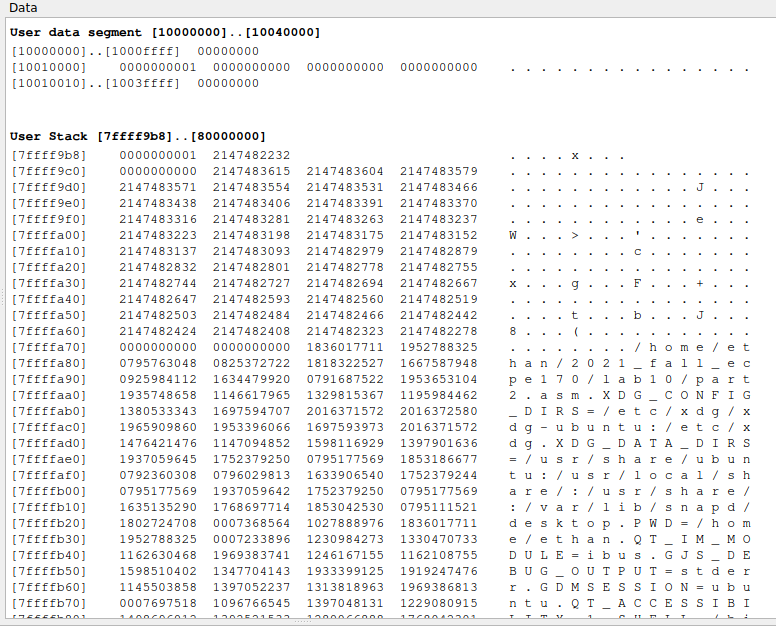 Data
User data segment [10000000]..[10040000]
[10000000]..[1000ffff] 00000000
[10010000] 0000000001 0000000000 0000000000 0000000000 . . . . . . . . . . . . . . . .
[10010010]..[1003ffff] 00000000
User Stack [7ffff9b8]..[80000000]
[7ffff9b8] 0000000001 2147482232 . . . . x . . .
[7ffff9c0] 0000000000 2147483615 2147483604 2147483579 . . . . . . . . . . . . . . . .
[7ffff9d0] 2147483571 2147483554 2147483531 2147483466 . . . . . . . . . . . . J . . .
[7ffff9e0] 2147483438 2147483406 2147483391 2147483370 . . . . . . . . . . . . . . . .
[7ffff9f0] 2147483316 2147483281 2147483263 2147483237 . . . . . . . . . . . . e . . .
[7ffffa00] 2147483223 2147483198 2147483175 2147483152 W . . . > . . . ' . . . . . . .
[7ffffa10] 2147483137 2147483093 2147482979 2147482879 . . . . . . . . c . . . . . . .
[7ffffa20] 2147482832 2147482801 2147482778 2147482755 . . . . . . . . . . . . . . . .
[7ffffa30] 2147482744 2147482727 2147482694 2147482667 x . . . g . . . F . . . + . . .
[7ffffa40] 2147482647 2147482593 2147482560 2147482519 . . . . . . . . . . . . . . . .
[7ffffa50] 2147482503 2147482484 2147482466 2147482442 . . . . t . . . b . . . J . . .
[7ffffa60] 2147482424 2147482408 2147482323 2147482278 8 . . . ( . . . . . . . . . . .
[7ffffa70] 0000000000 0000000000 1836017711 1952788325 . . . . . . . . / h o m e / e t
[7ffffa80] 0795763048 0825372722 1818322527 1667587948 h a n / 2 0 2 1 _ f a l l _ e c
[7ffffa90] 0925984112 1634479920 0791687522 1953653104 p e 1 7 0 / l a b 1 0 / p a r t
[7ffffaa0] 1935748658 1146617965 1329815367 1195984462 2 . a s m . X D G _ C O N F I G
[7ffffab0] 1380533343 1697594707 2016371572 2016372580 _ D I R S = / e t c / x d g / x
[7ffffac0] 1965909860 1953396066 1697593973 2016371572 d g - u b u n t u : / e t c / x
[7ffffad0] 1476421476 1147094852 1598116929 1397901636 d g . X D G _ D A T A _ D I R S
[7ffffae0] 1937059645 1752379250 0795177569 1853186677 = / u s r / s h a r e / u b u n
[7ffffaf0] 0792360308 0796029813 1633906540 1752379244 t u : / u s r / l o c a l / s h
[7ffffb00] 0795177569 1937059642 1752379250 0795177569 a r e / : / u s r / s h a r e /
[7ffffb10] 1635135290 1768697714 1853042530 0795111521 : / v a r / l i b / s n a p d /
[7ffffb20] 1802724708 0007368564 1027888976 1836017711 d e s k t o p . P W D = / h o m
[7ffffb30] 1952788325 0007233896 1230984273 1330470733 e / e t h a n . Q T _ I M _ M O
[7ffffb40] 1162630468 1969383741 1246167155 1162108755 D U L E = i b u s . G J S _ D E
[7ffffb50] 1598510402 1347704143 1933399125 1919247476 B U G _ O U T P U T = s t d e r
[7ffffb60] 1145503858 1397052237 1313818963 1969386813 r . G D M S E S S I O N = u b u
[7ffffb70] 0007697518 1096766545 1397048131 1229080915 n t u . Q T _ A C C E S S I B I